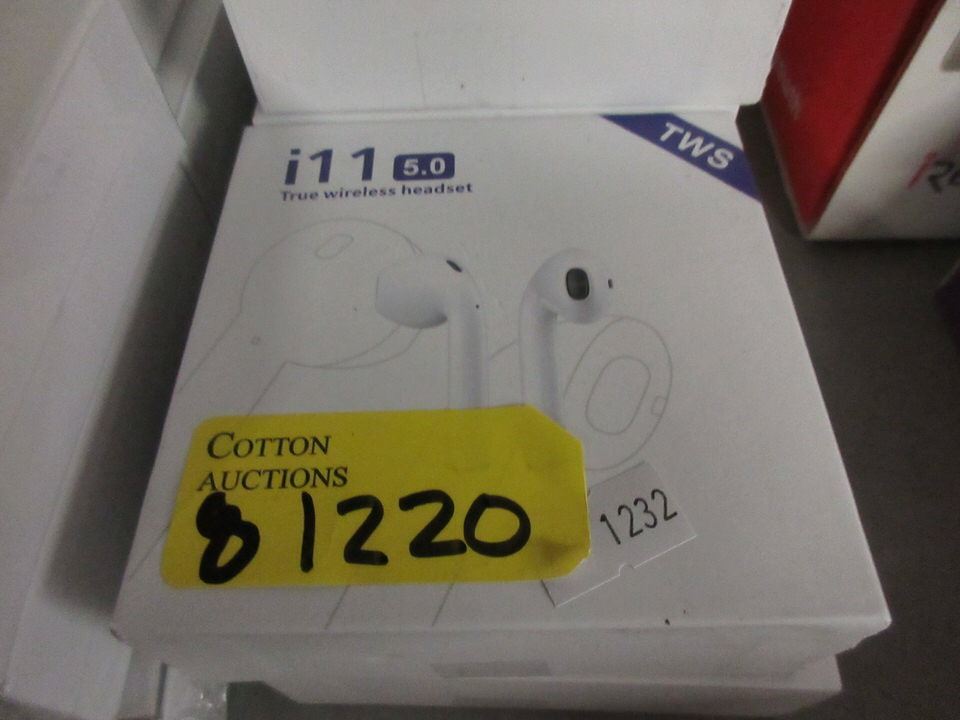 i11 5.0
True wireless headset
TWS
COTTON
AUCTIONS
81220
1232